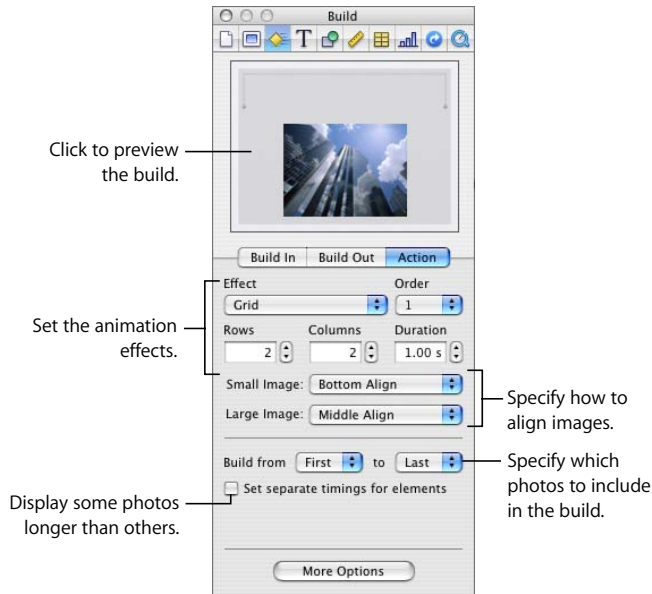 Build
T
Click to preview
the build.
Build In Build Out Action
Effect Order
Grid 1
Set the animation
effects.
Rows Columns Duration
2 2 1.00 s
Small Image: Bottom Align
Large Image: Middle Align
Specify how to
align images.
Build from First to Last
Specify which
photos to include
in the build.
Set separate timings for elements
Display some photos
longer than others.
More Options